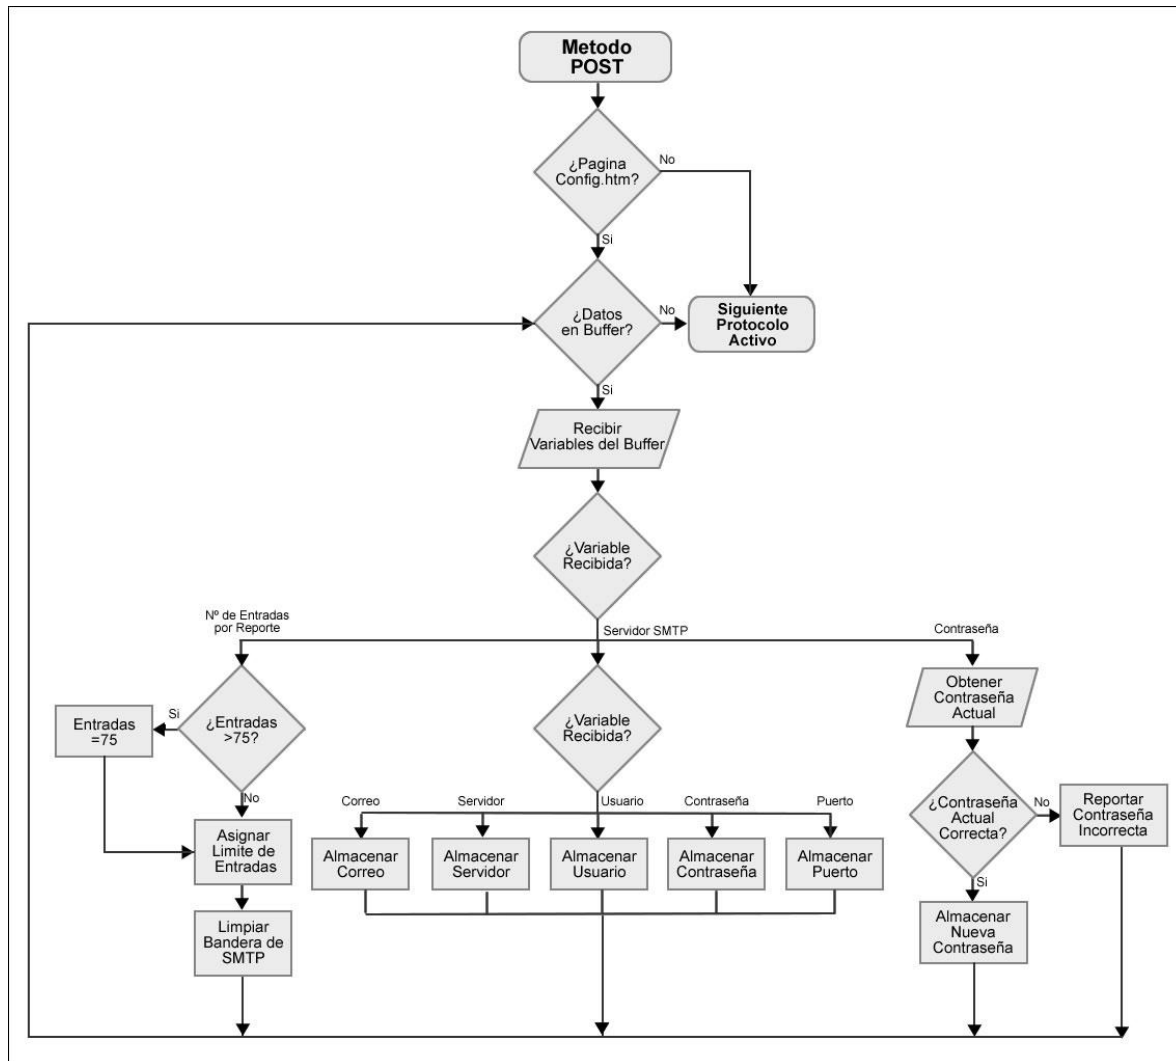 Metodo
POST
¿Pagina
Config.htm?
No
Si
¿Datos
en Buffer?
No
Siguiente
Protocolo
Activo
Si
Recibir
Variables del Buffer
¿Variable
Recibida?
Nº de Entradas
por Reporte
Servidor SMTP
Contraseña
¿Entradas
>75?
Si
Entradas
=75
No
Asignar
Limite de
Entradas
Limpiar
Bandera de
SMTP
¿Variable
Recibida?
Correo
Servidor
Usuario
Contraseña
Puerto
Almacenar
Correo
Almacenar
Servidor
Almacenar
Usuario
Almacenar
Contraseña
Almacenar
Puerto
Obtener
Contraseña
Actual
¿Contraseña
Actual
Correcta?
No
Reportar
Contraseña
Incorrecta
Si
Almacenar
Nueva
Contraseña